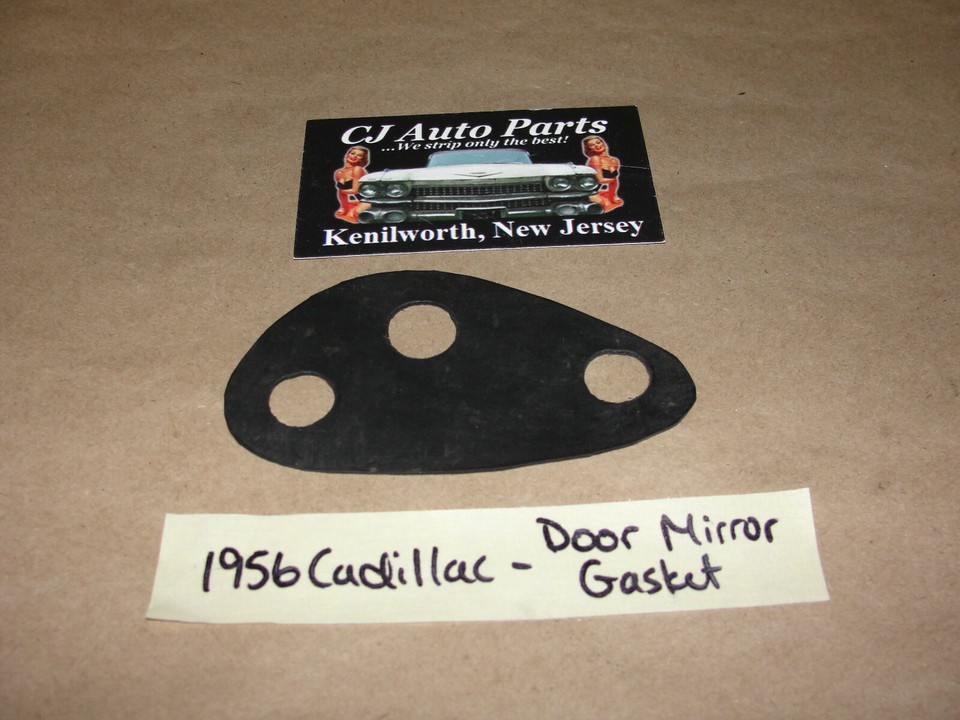 CJ Auto Parts
...We strip only the best!
Kenilworth, New Jersey
1956 Cadillac - Door Mirror
Gasket